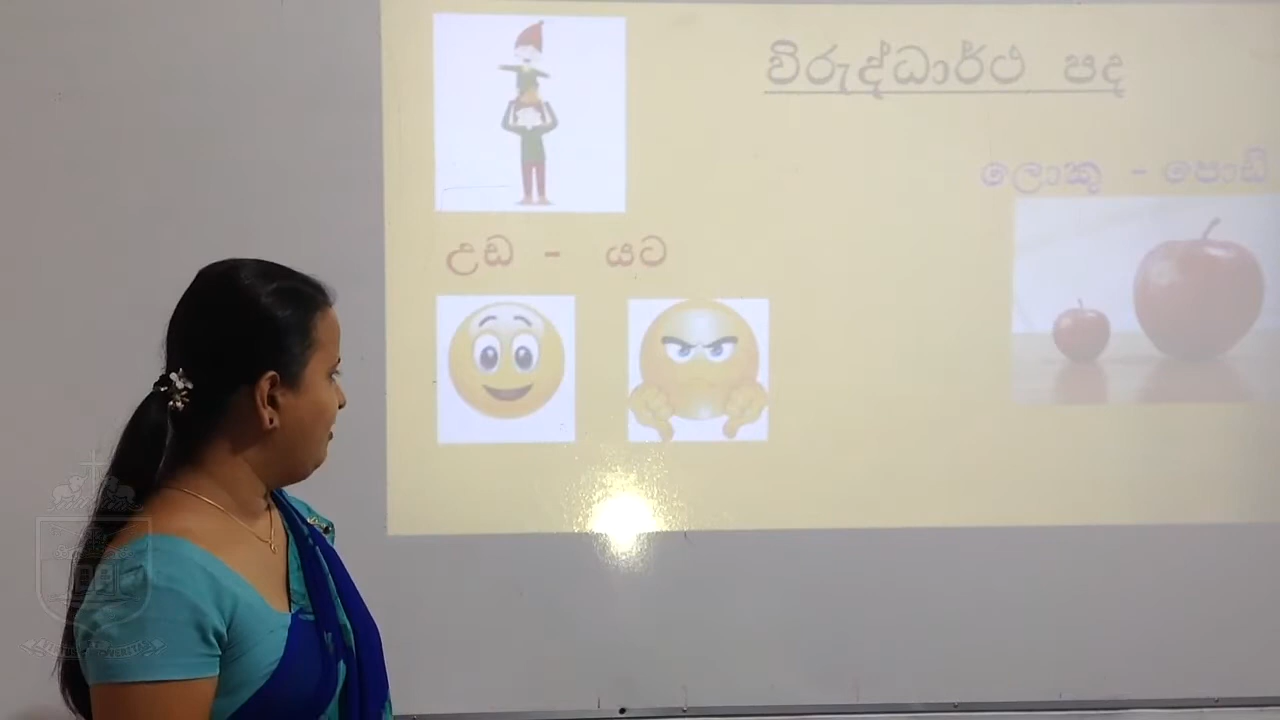 විරුද්ධාර්ථ පද
ලොකු - පොඩි
උඩ - යට